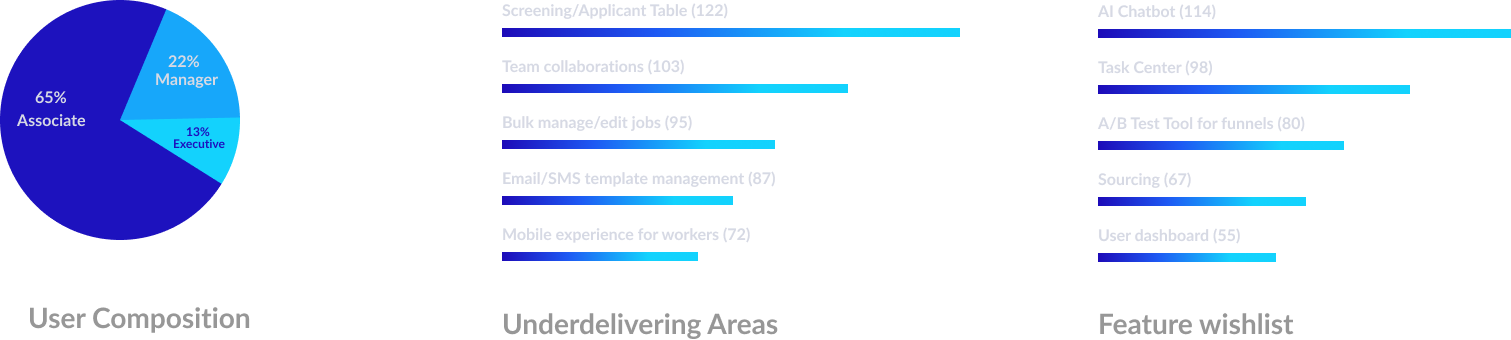 65%
Associate
22%
Manager
13%
Executive
User Composition
Screening/Applicant Table (122)
Team collaborations (103)
Bulk manage/edit jobs (95)
Email/SMS template management (87)
Mobile experience for workers (72)
Underdelivering Areas
AI Chatbot (114)
Task Center (98)
A/B Test Tool for funnels (80)
Sourcing (67)
User dashboard (55)
Feature wishlist